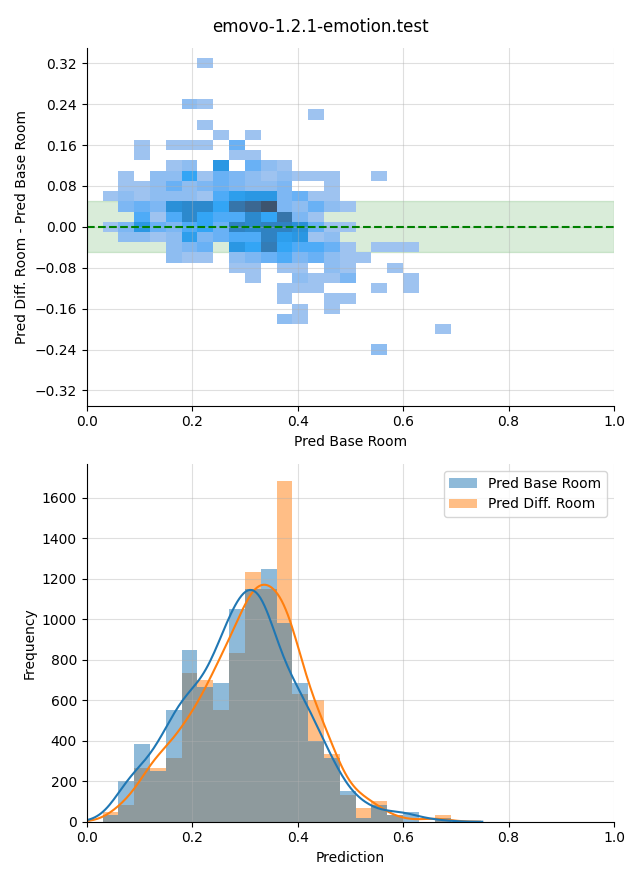 emovo-1.2.1-emotion.test
Pred Diff. Room - Pred Base Room
0.32
0.24
0.16
0.08
0.00
−0.08
−0.16
−0.24
−0.32
0.0 0.2 0.4 0.6 0.8 1.0
Pred Base Room
Frequency
1600
1400
1200
1000
800
600
400
200
0
Pred Base Room
Pred Diff. Room
0.0 0.2 0.4 0.6 0.8 1.0
Prediction